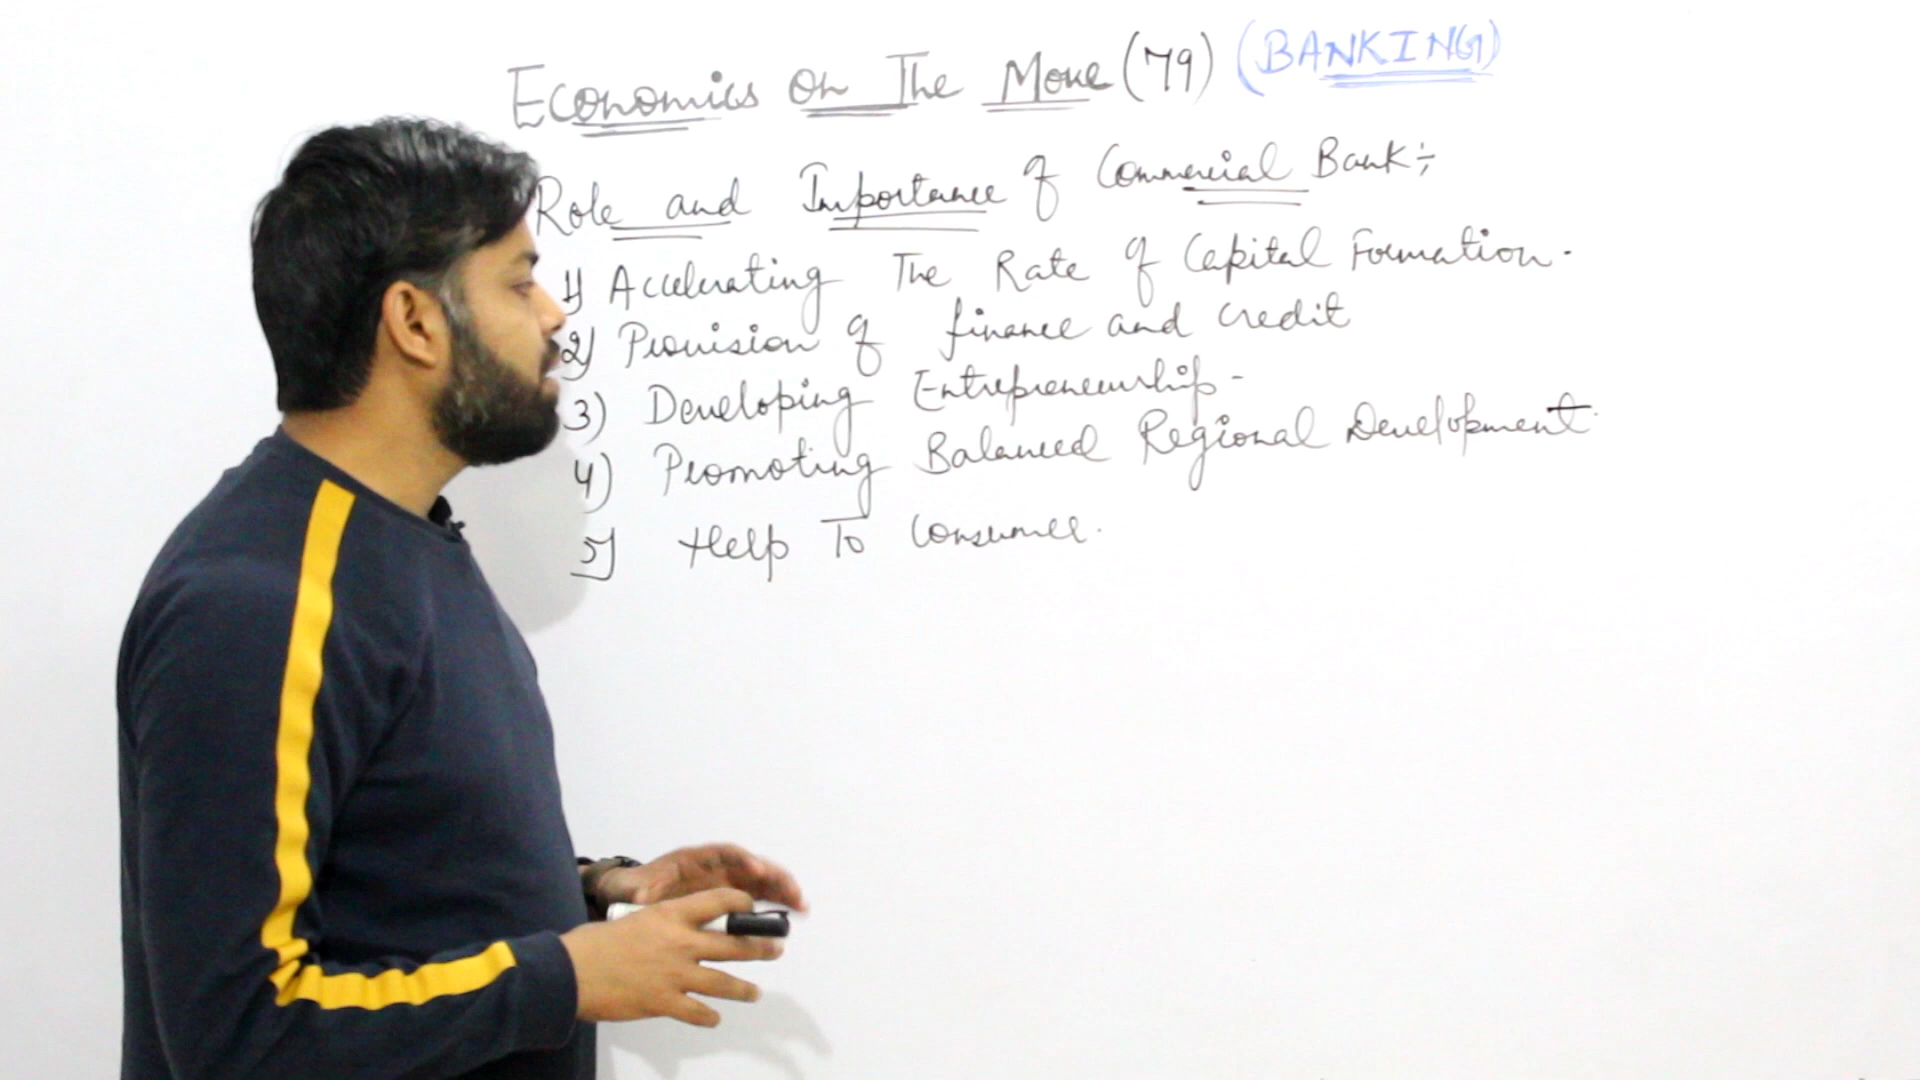 Economics On The Move (79) (BANKING)
Role and Importance of Commercial Bank:
1) Accelerating The Rate of Capital Formation.
2) Provision of finance and credit
3) Developing Entrepreneurship-
4) Promoting Balanced Regional Development.
5) Help To Consumer.